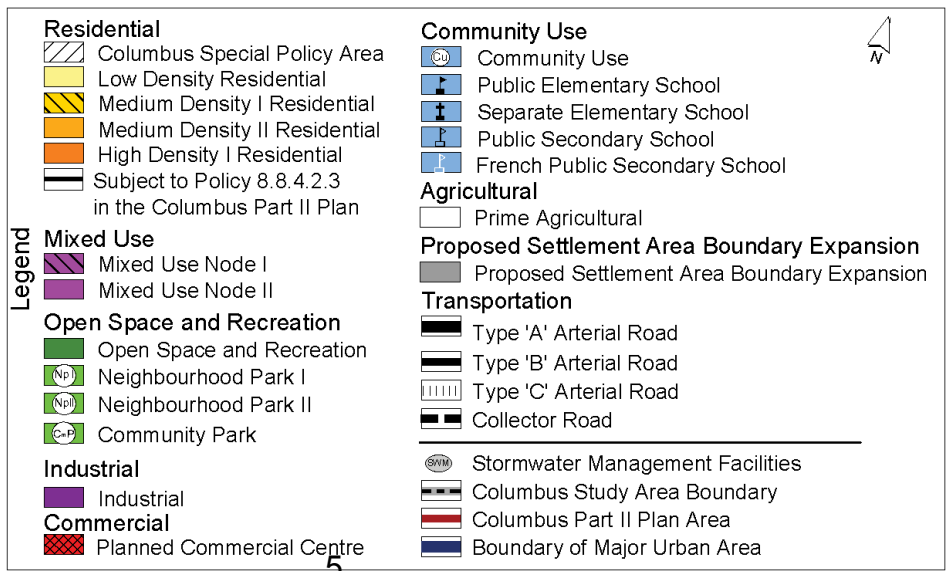 Legend
Residential
Columbus Special Policy Area
Low Density Residential
Medium Density I Residential
Medium Density II Residential
High Density I Residential
Subject to Policy 8.8.4.2.3
in the Columbus Part II Plan
Mixed Use
Mixed Use Node I
Mixed Use Node II
Open Space and Recreation
Open Space and Recreation
NpI Neighbourhood Park I
NpII Neighbourhood Park II
CmP Community Park
Industrial
Industrial
Commercial
Planned Commercial Centre
5
Community Use
Cu Community Use
Public Elementary School
Separate Elementary School
Public Secondary School
French Public Secondary School
Agricultural
Prime Agricultural
Proposed Settlement Area Boundary Expansion
Proposed Settlement Area Boundary Expansion
Transportation
Type 'A' Arterial Road
Type 'B' Arterial Road
Type 'C' Arterial Road
Collector Road
SWM Stormwater Management Facilities
Columbus Study Area Boundary
Columbus Part II Plan Area
Boundary of Major Urban Area
N